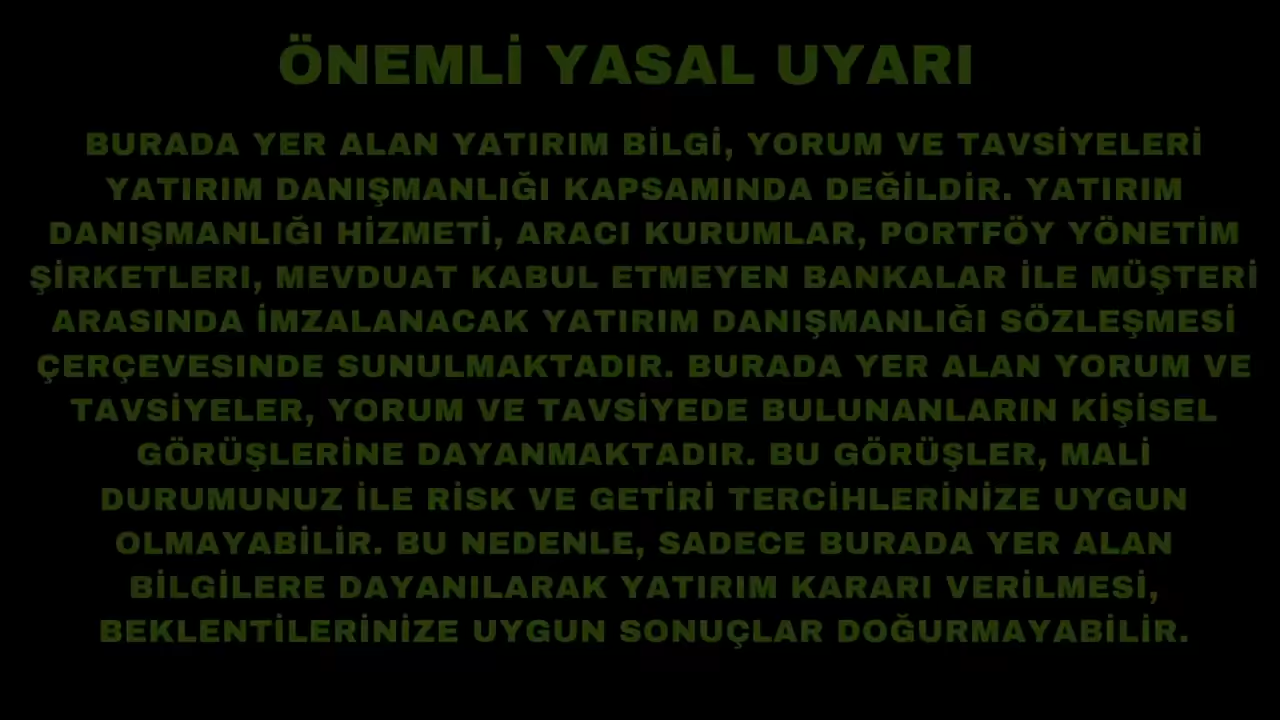 ÖNEMLİ YASAL UYARI
BURADA YER ALAN YATIRIM BİLGİ, YORUM VE TAVSİYELERİ
YATIRIM DANIŞMANLIĞI KAPSAMINDA DEĞİLDİR. YATIRIM
DANIŞMANLIĞI HİZMETİ, ARACI KURUMLAR, PORTFÖY YÖNETİM
ŞİRKETLERI, MEVDUAT KABUL ETMEYEN BANKALAR İLE MÜŞTERİ
ARASINDA İMZALANACAK YATIRIM DANIŞMANLIĞI SÖZLEŞMESİ
ÇERÇEVESINDE SUNULMAKTADIR. BURADA YER ALAN YORUM VE
TAVSİYELER, YORUM VE TAVSİYEDE BULUNANLARIN KİŞİSEL
GÖRÜŞLERİNE DAYANMAKTADIR. BU GÖRÜŞLER, MALİ
DURUMUNUZ İLE RİSK VE GETİRİ TERCİHLERİNİZE UYGUN
OLMAYABİLİR. BU NEDENLE, SADECE BURADA YER ALAN
BİLGİLERE DAYANILARAK YATIRIM KARARI VERİLMESİ,
BEKLENTİLERİNİZE UYGUN SONUÇLAR DOĞURMAYABİLİR.